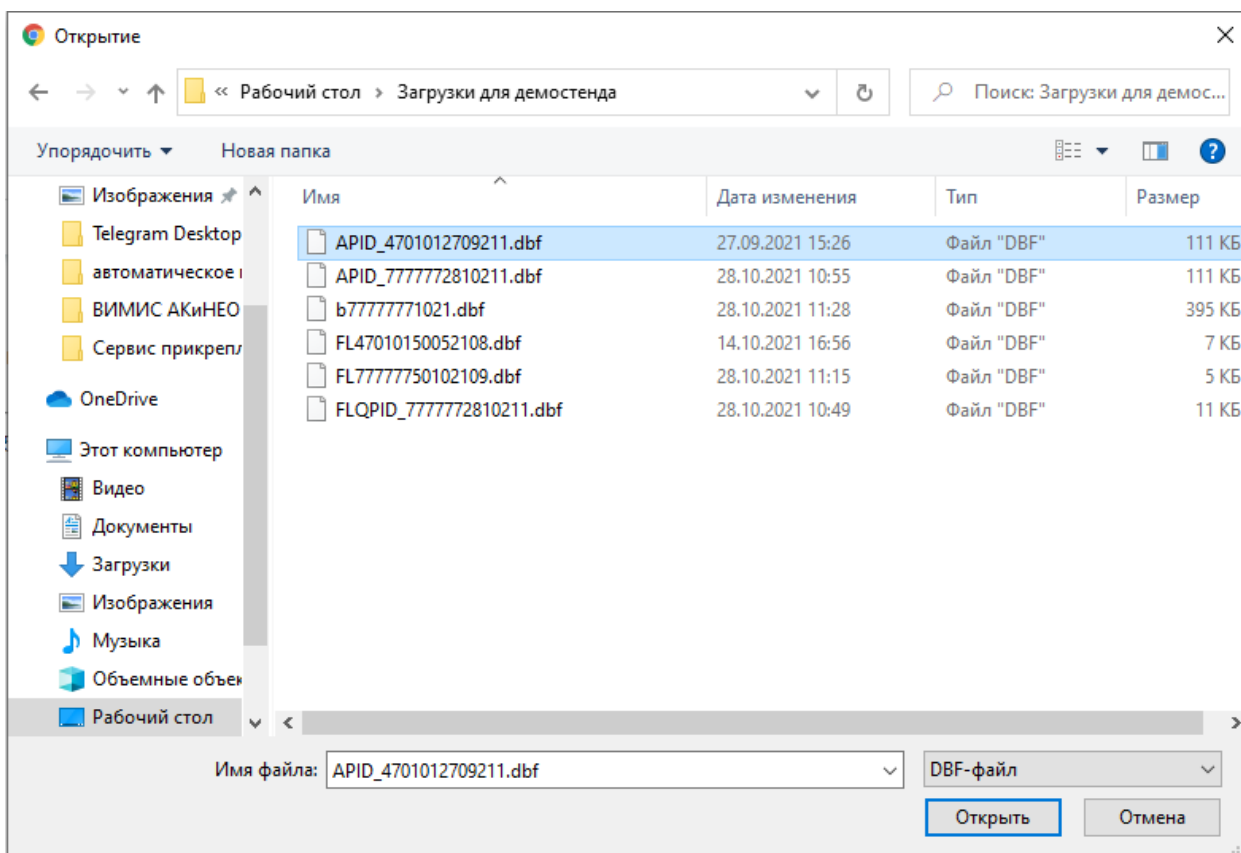 Открытие
« Рабочий стол › Загрузки для демостенда
Поиск: Загрузки для демос...
Упорядочить Новая папка
?
Изображения
Telegram Desktop
автоматическое
ВИМИС АКиНЕО
Сервис прикрепл
OneDrive
Этот компьютер
Видео
Документы
Загрузки
Изображения
Музыка
Объемные объек
Рабочий стол
Имя Дата изменения Тип Размер
APID_4701012709211.dbf 27.09.2021 15:26 Файл "DBF" 111 КБ
APID_7777772810211.dbf 28.10.2021 10:55 Файл "DBF" 111 КБ
b77777771021.dbf 28.10.2021 11:28 Файл "DBF" 395 КБ
FL47010150052108.dbf 14.10.2021 16:56 Файл "DBF" 7 КБ
FL77777750102109.dbf 28.10.2021 11:15 Файл "DBF" 5 КБ
FLQPID_7777772810211.dbf 28.10.2021 10:49 Файл "DBF" 11 КБ
Имя файла: APID_4701012709211.dbf DBF-файл
Открыть Отмена